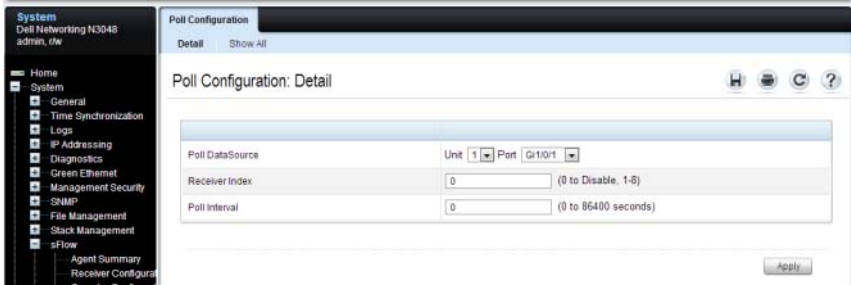 System
Dell Networking N3048
admin, r/w
Home
System
General
Time Synchronization
Logs
IP Addressing
Diagnostics
Green Ethernet
Management Security
SNMP
File Management
Stack Management
sFlow
Agent Summary
Receiver Configurat
Poll Configuration
Detail Show All
Poll Configuration: Detail
Poll DataSource Unit 1 Port Gi1/0/1
Receiver Index 0 (0 to Disable, 1-8)
Poll Interval 0 (0 to 86400 seconds)
Apply